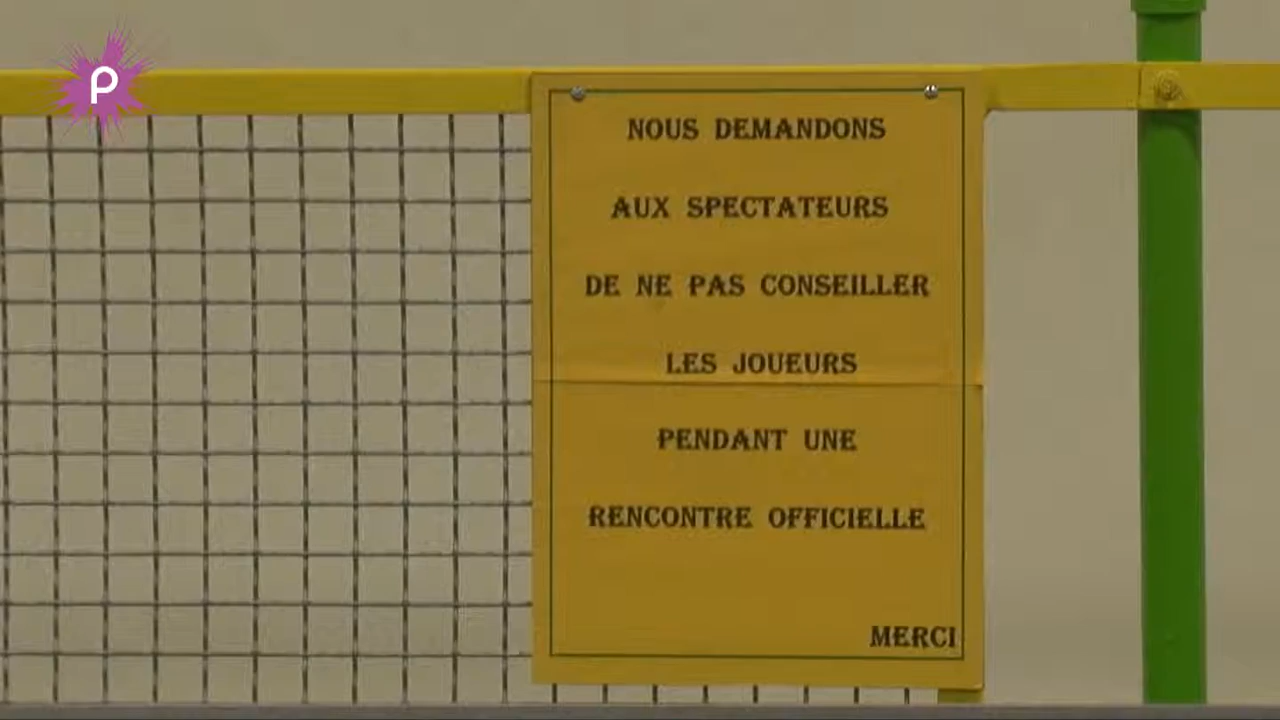 P
NOUS DEMANDONS
AUX SPECTATEURS
DE NE PAS CONSEILLER
LES JOUEURS
PENDANT UNE
RENCONTRE OFFICIELLE
MERCI